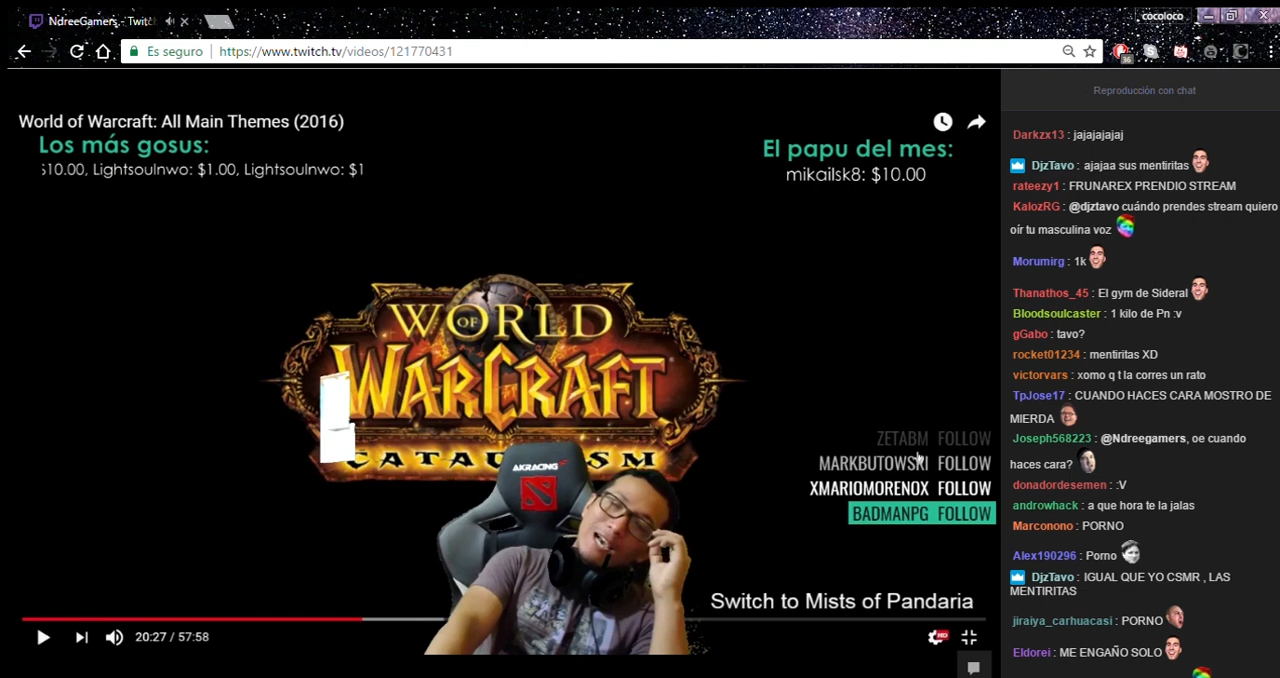 NdreeGamers - Twitc
cocoloco
Es seguro
https://www.twitch.tv/videos/121770431
36
Reproducción con chat
World of Warcraft: All Main Themes (2016)
Los más gosus:
$10.00, Lightsoulnwo: $1.00, Lightsoulnwo: $1
El papu del mes:
mikailsk8: $10.00
WORLD
OF
WARCRAFT
CATACLYSM
AKRACING
ZETABM FOLLOW
MARKBUTOWSKI FOLLOW
XMARIOMORENOX FOLLOW
BADMANPG FOLLOW
Switch to Mists of Pandaria
20:27 / 57:58
HD
Darkzx13 : jajajajajaj
DjzTavo : ajajaa sus mentiritas
rateezy1 : FRUNAREX PRENDIO STREAM
KalozRG : @djztavo cuándo prendes stream quiero
oír tu masculina voz
Morumirg : 1k
Thanathos_45 : El gym de Sideral
Bloodsoulcaster : 1 kilo de Pn :v
gGabo : tavo?
rocket01234 : mentiritas XD
victorvars : xomo q t la corres un rato
TpJose17 : CUANDO HACES CARA MOSTRO DE
MIERDA
Joseph568223 : @Ndreegamers, oe cuando
haces cara?
donadordesemen : :V
androwhack : a que hora te la jalas
Marconono : PORNO
Alex190296 : Porno
DjzTavo : IGUAL QUE YO CSMR , LAS
MENTIRITAS
jiraiya_carhuacasi : PORNO
Eldorei : ME ENGAÑO SOLO